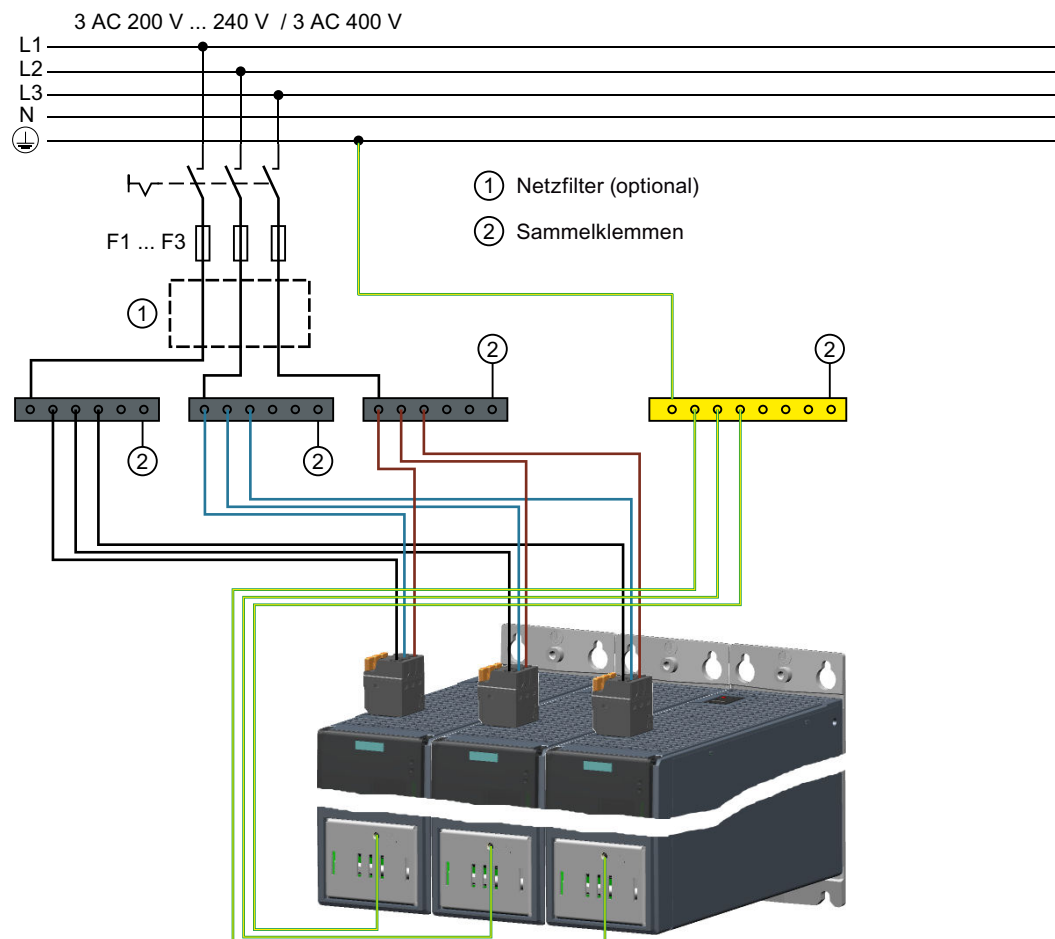 3 AC 200 V ... 240 V / 3 AC 400 V
L1
L2
L3
N
① Netzfilter (optional)
② Sammelklemmen
F1 ... F3
①
②
②
②
②